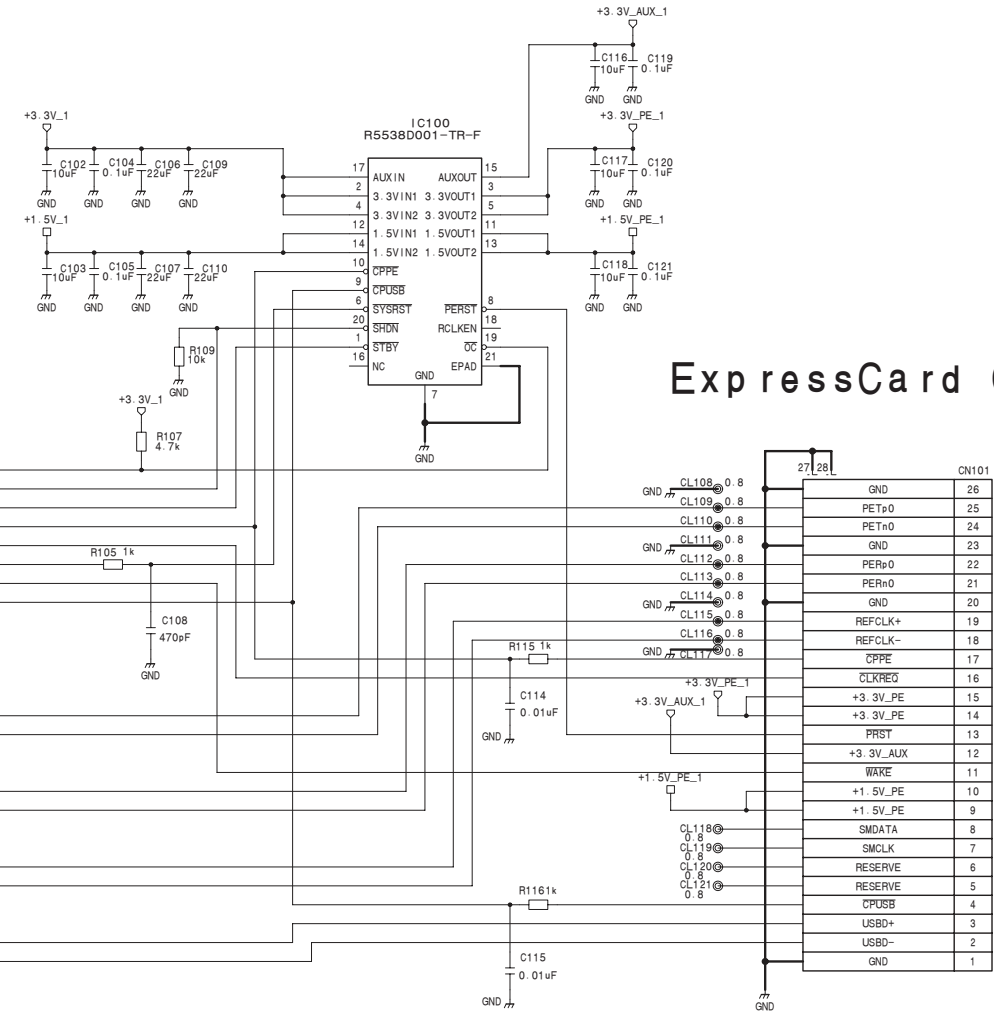 +3.3V_AUX_1
C116
10uF
C119
0.1uF
GND
GND
+3.3V_1
C102
10uF
C104
0.1uF
C106
22uF
C109
22uF
GND
GND
GND
GND
+1.5V_1
C103
10uF
C105
0.1uF
C107
22uF
C110
22uF
GND
GND
GND
GND
IC100
R5538D001-TR-F
17 AUXIN AUXOUT 15
2 3.3VIN1 3.3VOUT1 3
4 3.3VIN2 3.3VOUT2 5
12 1.5VIN1 1.5VOUT1 11
14 1.5VIN2 1.5VOUT2 13
10 CPPE
9 CPUSB
6 SYSRST PERST 8
20 SHDN RCLKEN 18
1 STBY OC 19
16 NC EPAD 21
GND
7
GND
+3.3V_PE_1
C117
10uF
C120
0.1uF
GND
GND
+1.5V_PE_1
C118
10uF
C121
0.1uF
GND
GND
R109
10k
GND
+3.3V_1
R107
4.7k
R105 1k
C108
470pF
GND
ExpressCard
27 28
CN101
GND CL108 0.8 GND 26
CL109 0.8 PETp0 25
CL110 0.8 PETn0 24
GND CL111 0.8 GND 23
CL112 0.8 PERp0 22
CL113 0.8 PERn0 21
GND CL114 0.8 GND 20
CL115 0.8 REFCLK+ 19
CL116 0.8 REFCLK- 18
GND CL117 0.8
R115 1k CPPE 17
CLKREQ 16
+3.3V_PE 15
+3.3V_PE 14
PRST 13
+3.3V_AUX 12
WAKE 11
+1.5V_PE 10
+1.5V_PE 9
SMDATA 8
SMCLK 7
RESERVE 6
RESERVE 5
CPUSB 4
USBD+ 3
USBD- 2
GND 1
+3.3V_PE_1
+3.3V_AUX_1
C114
0.01uF
GND
+1.5V_PE_1
CL118
0.8
CL119
0.8
CL120
0.8
CL121
0.8
R116 1k
C115
0.01uF
GND
GND